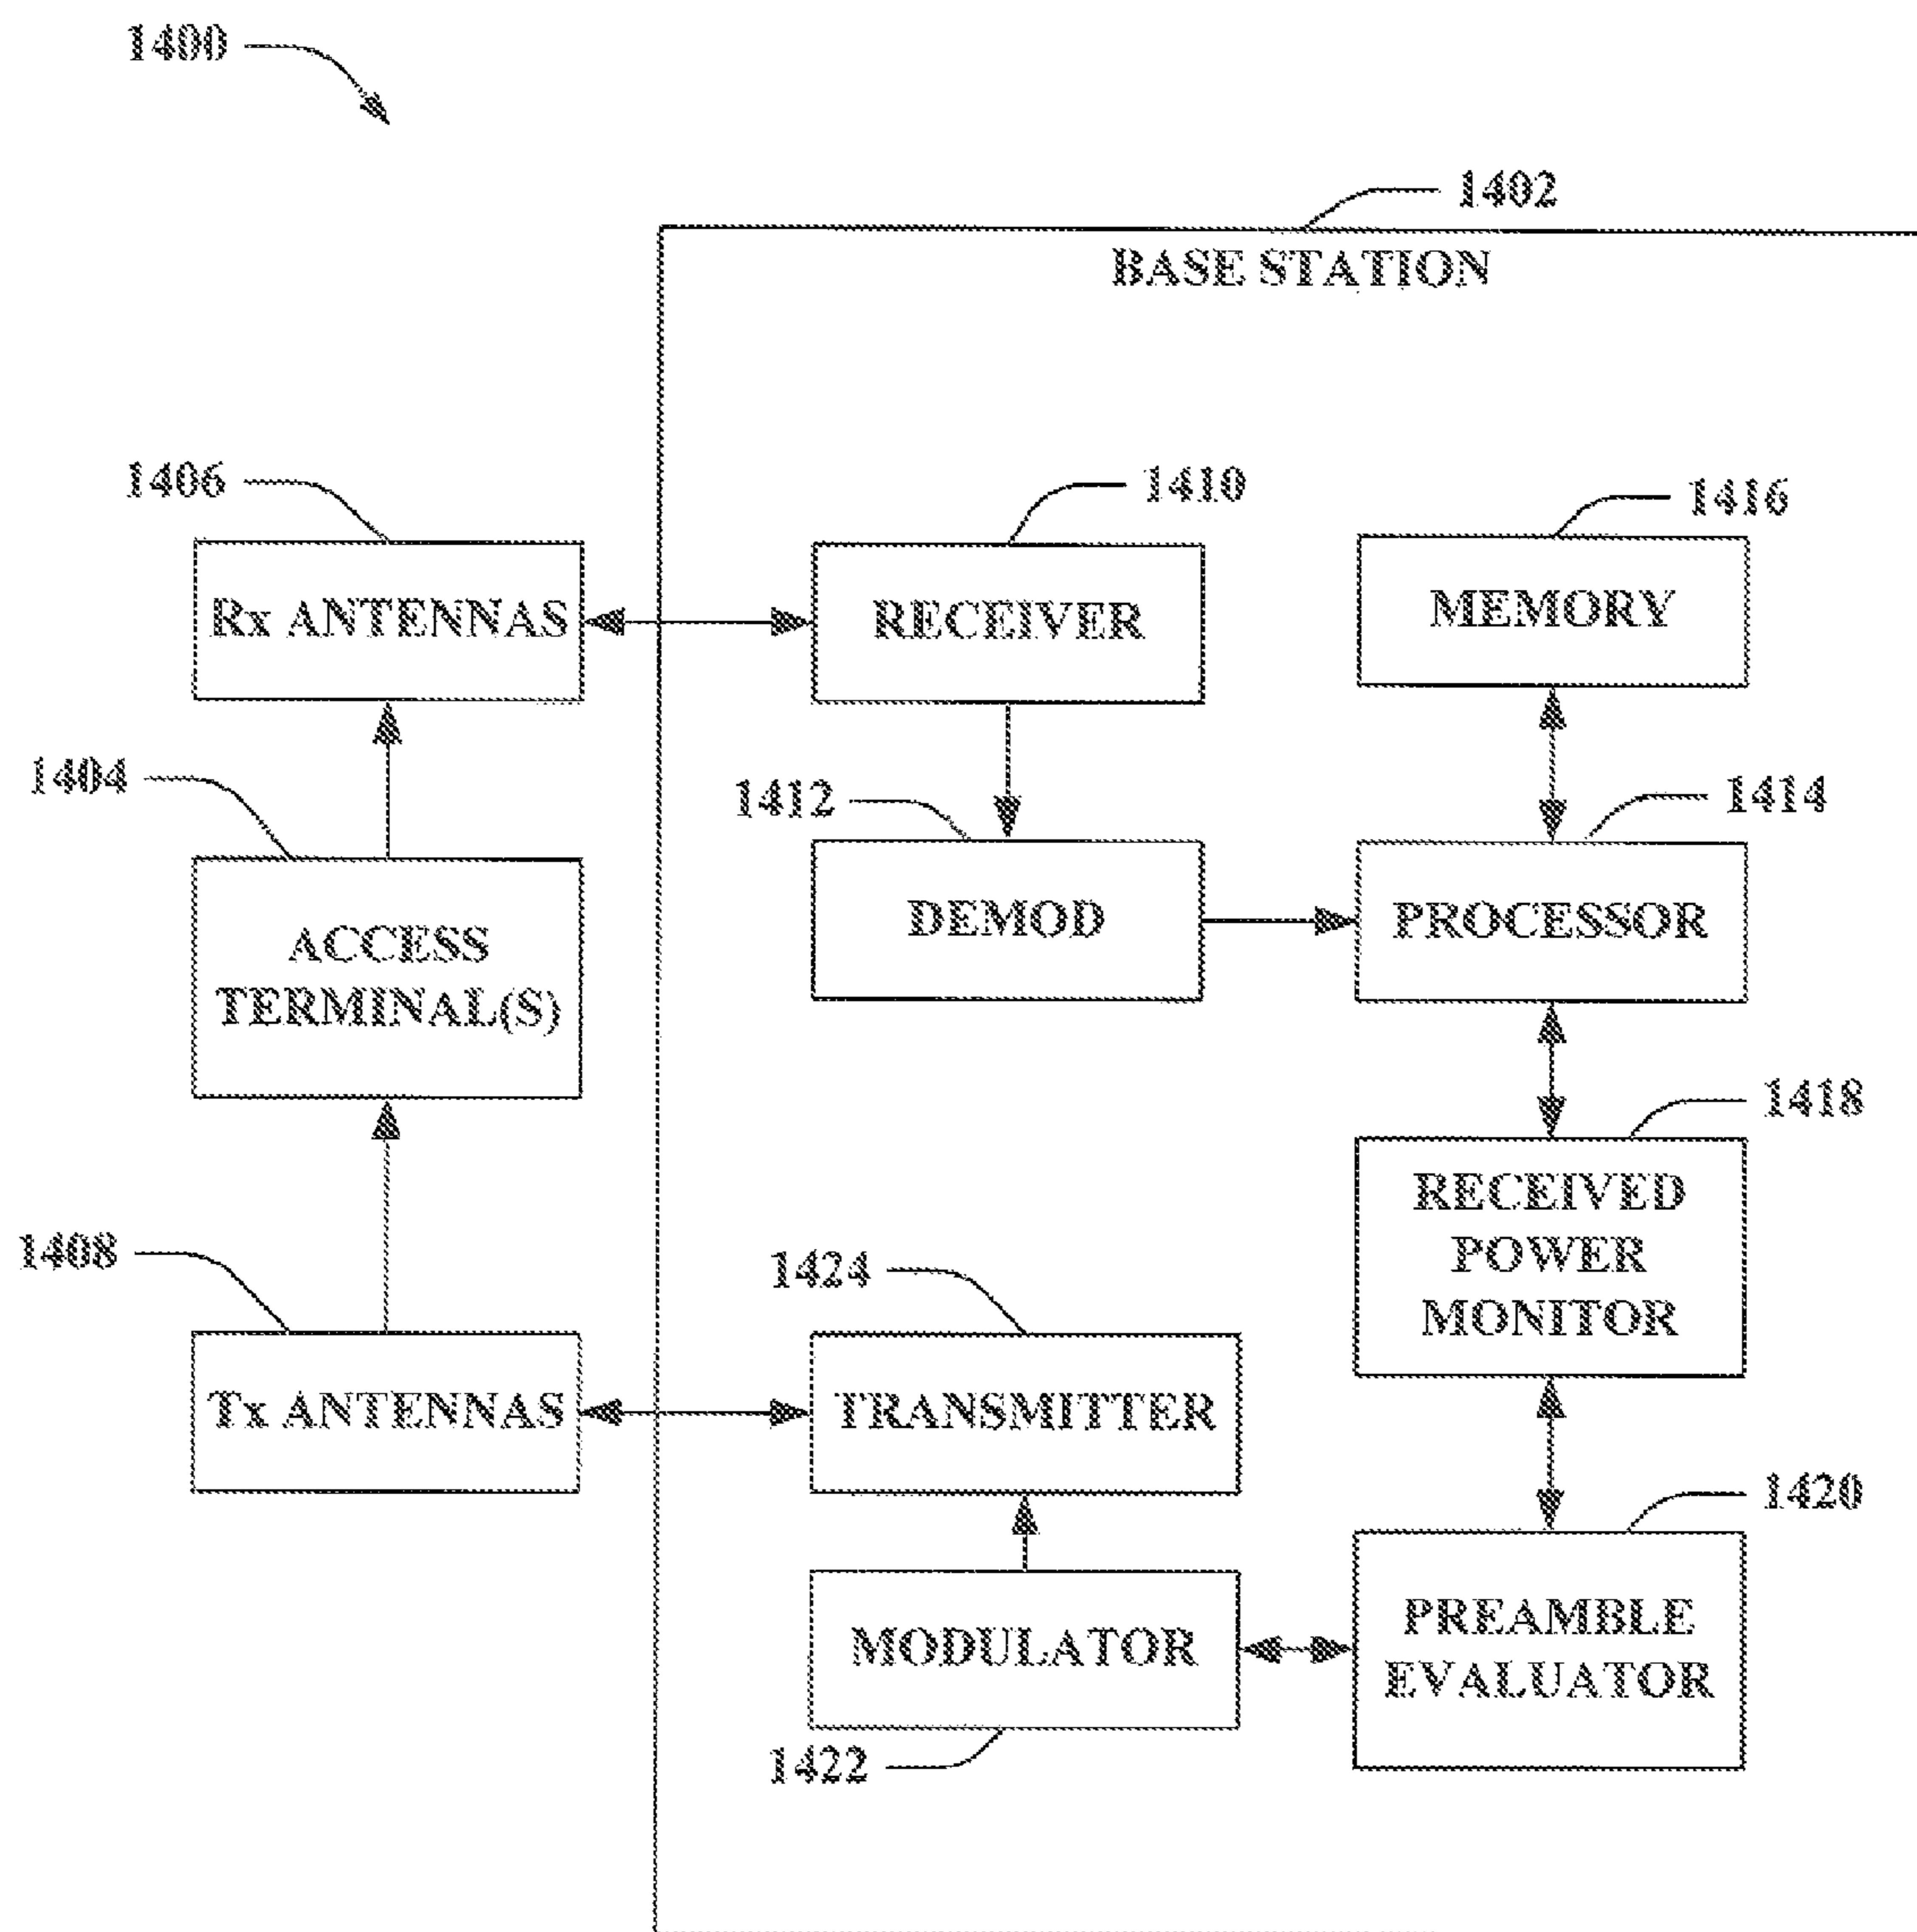 1400
1402
BASE STATION
1406
1410
1416
Rx ANTENNAS
RECEIVER
MEMORY
1404
1412
1414
ACCESS
TERMINAL(S)
DEMOD
PROCESSOR
1418
RECEIVED
POWER
MONITOR
1408
1424
Tx ANTENNAS
TRANSMITTER
1420
MODULATOR
PREAMBLE
EVALUATOR
1422